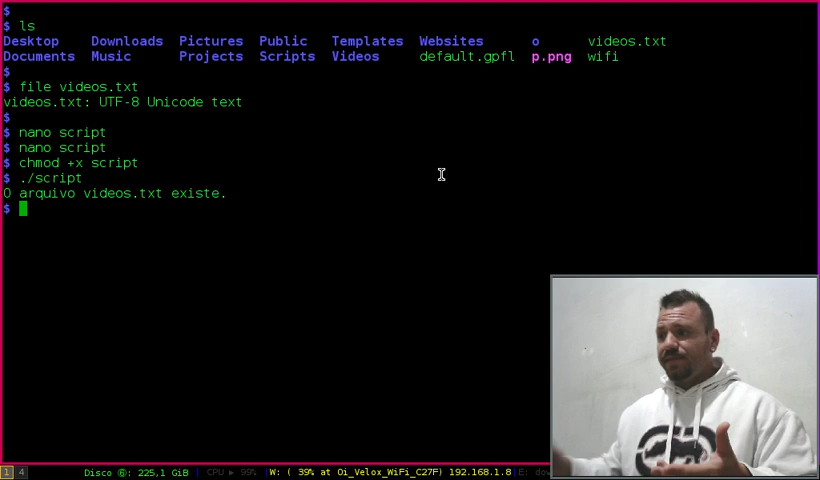 $
$ ls
Desktop Downloads Pictures Public Templates Websites o videos.txt
Documents Music Projects Scripts Videos default.gpfl p.png wifi
$
$ file videos.txt
videos.txt: UTF-8 Unicode text
$
$ nano script
$ nano script
$ chmod +x script
$ ./script
O arquivo videos.txt existe.
$
1 4 Disco ⑥: 225,1 GiB | CPU ▶ 99% |W: ( 39% at Oi_Velox_WiFi_C27F) 192.168.1.8|E: dow